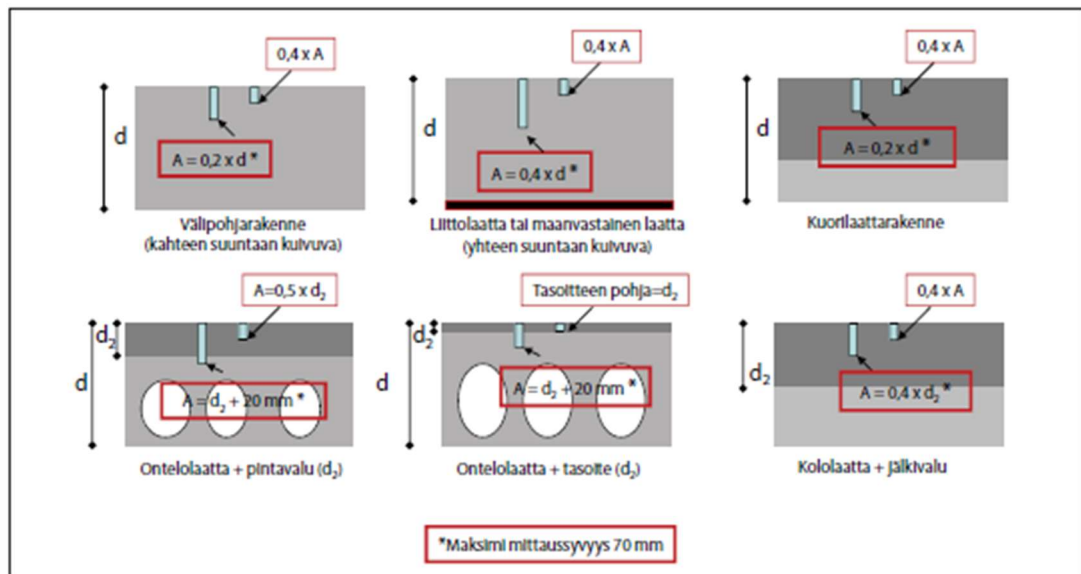 0,4 x A
0,4 x A
0,4 x A
d
d
d
A = 0,2 x d *
A = 0,4 x d *
A = 0,2 x d *
Välipohjarakenne
(kahteen suuntaan kuivuva)
Liittolaatta tai maanvastainen laatta
(yhteen suuntaan kuivuva)
Kuorilaattarakenne
A=0,5 x d₂
Tasoitteen pohja=d₂
0,4 x A
d₂
d
d₂
d
d₂
A = d₂ + 20 mm *
A = d₂ + 20 mm *
A = 0,4 x d₂ *
Ontelolaatta + pintavalu (d₂)
Ontelolaatta + tasoite (d₂)
Kololaatta + jälkivalu
*Maksimi mittaussyvyys 70 mm